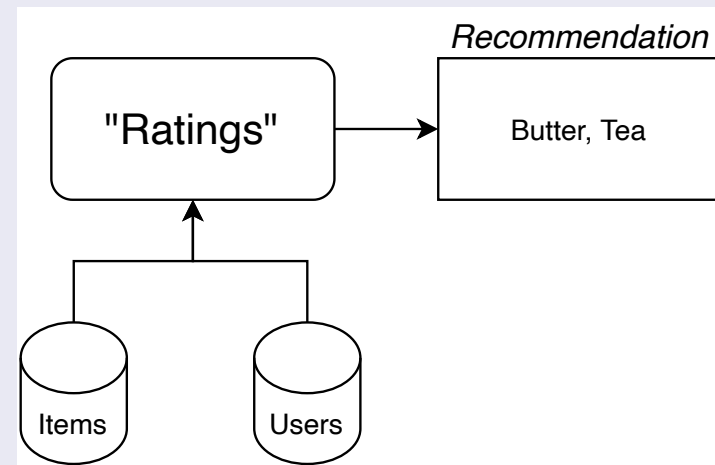 Recommendation
"Ratings"
Butter, Tea
Items
Users